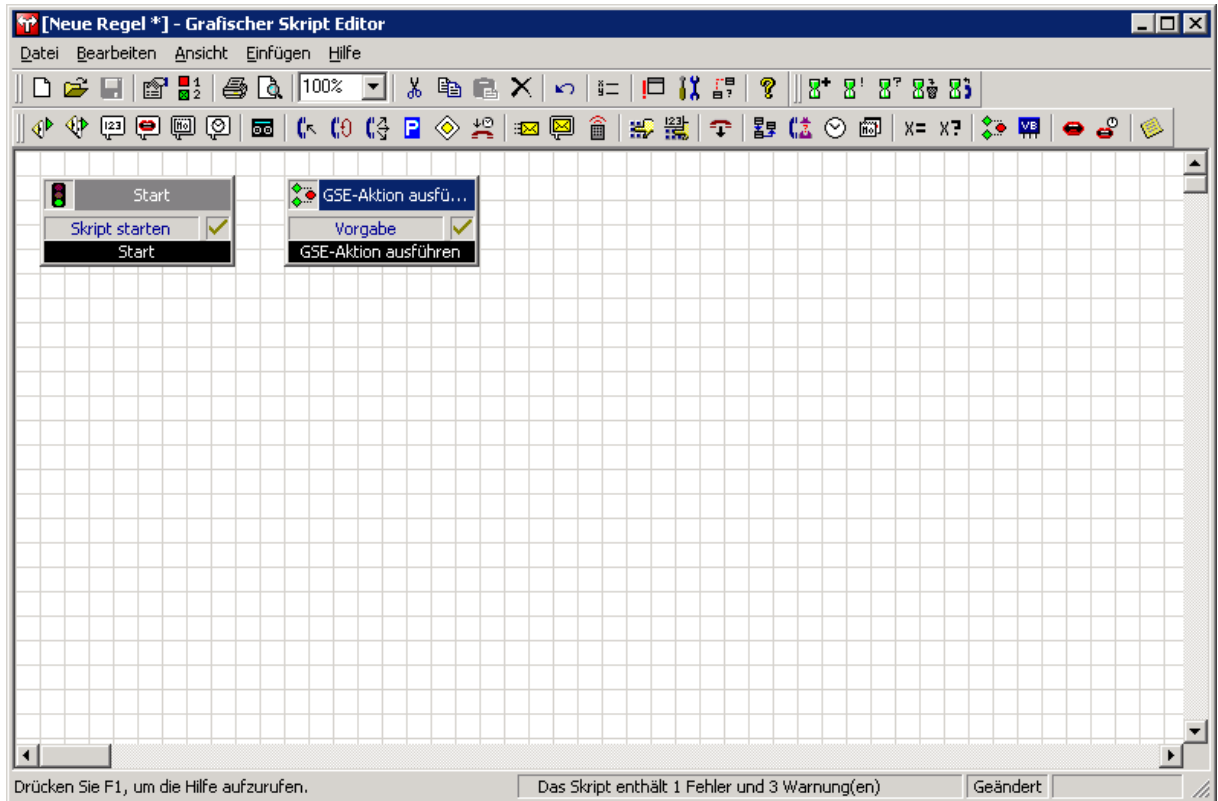 [Neue Regel *] - Grafischer Skript Editor
Datei Bearbeiten Ansicht Einfügen Hilfe
100%
Start
Skript starten
Start
GSE-Aktion ausfü...
Vorgabe
GSE-Aktion ausführen
Drücken Sie F1, um die Hilfe aufzurufen.
Das Skript enthält 1 Fehler und 3 Warnung(en)
Geändert